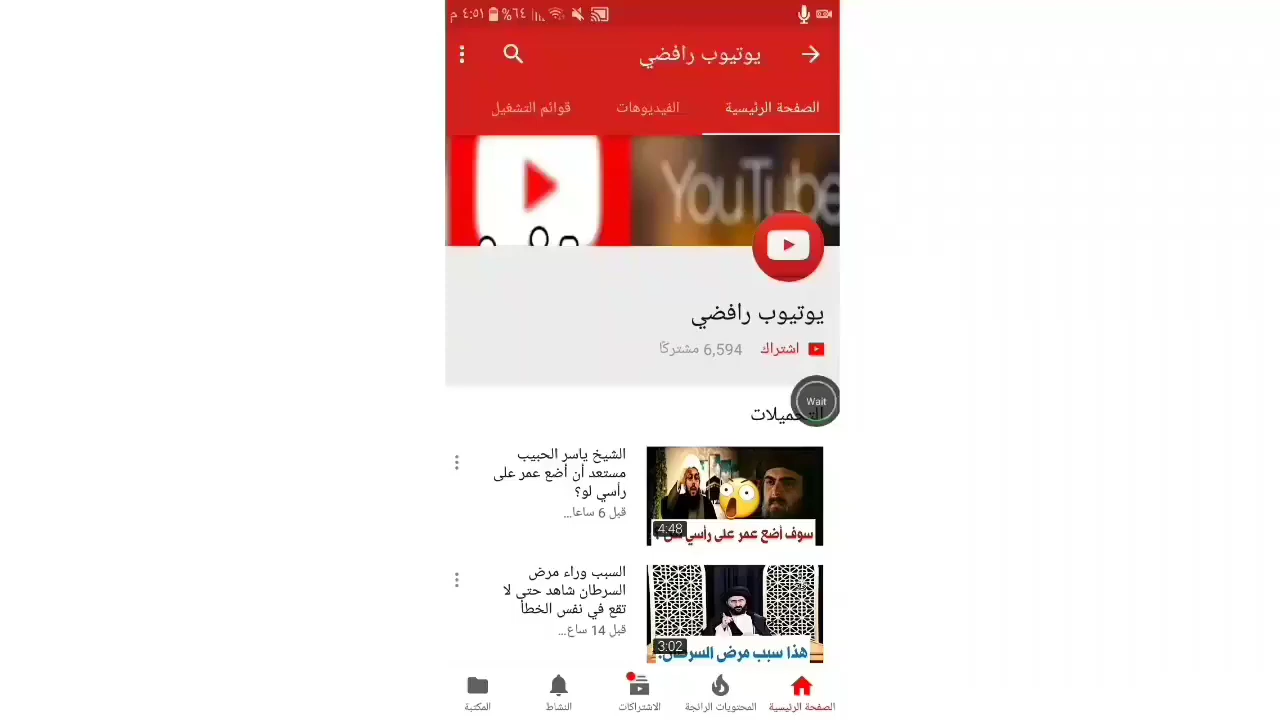 ٤:٥١ م ٦٤%
يوتيوب رافضي
الصفحة الرئيسية
الفيديوهات
قوائم التشغيل
YouTube
يوتيوب رافضي
اشتراك
6,594 مشتركًا
Wait
التحميلات
الشيخ ياسر الحبيب
مستعد أن أضع عمر على
رأسي لو؟
قبل 6 ساعا...
سوف أضع عمر على رأسي
4:48
السبب وراء مرض
السرطان شاهد حتى لا
تقع في نفس الخطأ
قبل 14 ساع...
3:02
هذا سبب مرض السرطان!
الصفحة الرئيسية
المحتويات الرائجة
الاشتراكات
النشاط
المكتبة